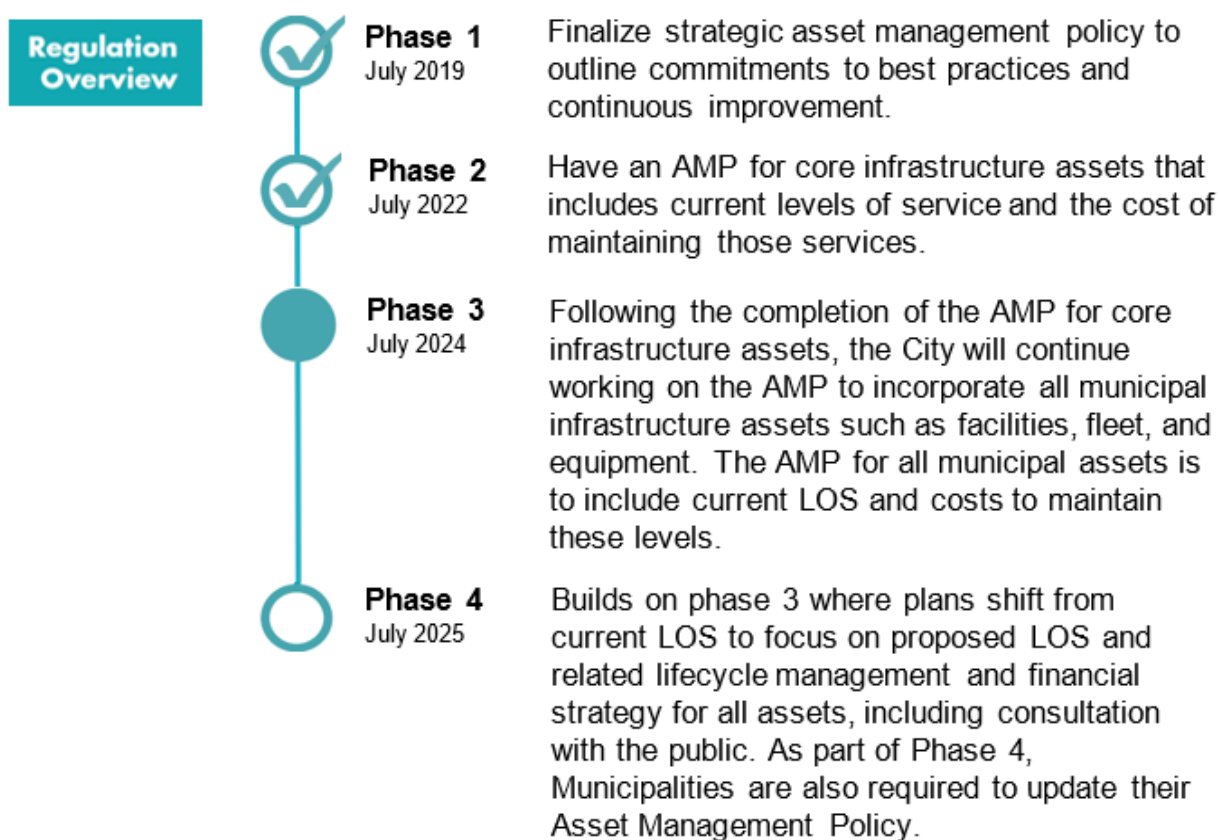 Regulation
Overview
Phase 1
July 2019
Finalize strategic asset management policy to
outline commitments to best practices and
continuous improvement.
Phase 2
July 2022
Have an AMP for core infrastructure assets that
includes current levels of service and the cost of
maintaining those services.
Phase 3
July 2024
Following the completion of the AMP for core
infrastructure assets, the City will continue
working on the AMP to incorporate all municipal
infrastructure assets such as facilities, fleet, and
equipment. The AMP for all municipal assets is
to include current LOS and costs to maintain
these levels.
Phase 4
July 2025
Builds on phase 3 where plans shift from
current LOS to focus on proposed LOS and
related lifecycle management and financial
strategy for all assets, including consultation
with the public. As part of Phase 4,
Municipalities are also required to update their
Asset Management Policy.